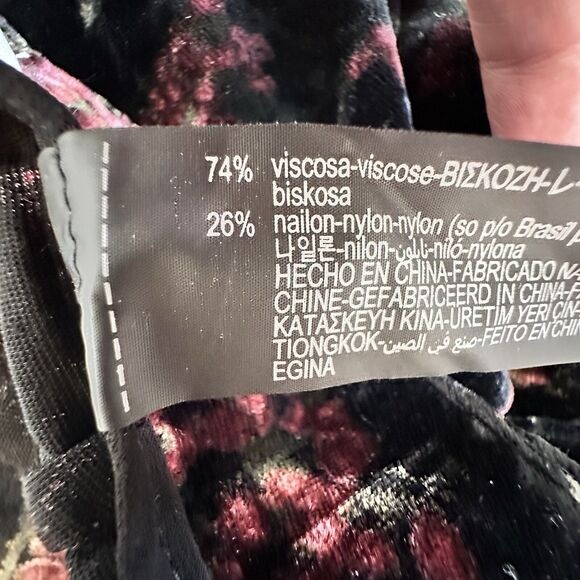 74% viscosa-viscose-ΒΙΣΚΟΖΗ-
biskosa
26% nailon-nylon-nylon (so p/o Brasil
나일론-nilon-نايلون-niló-nylona
HECHO EN CHINA-FABRICADO
CHINE-GEFABRICEERD IN CHINA-F
ΚΑΤΑΣΚΕΥΗ ΚΙΝΑ-URETIM YERI ÇIN
TIONGKOK-صنع في الصين-FEITO EN CHI
EGINA